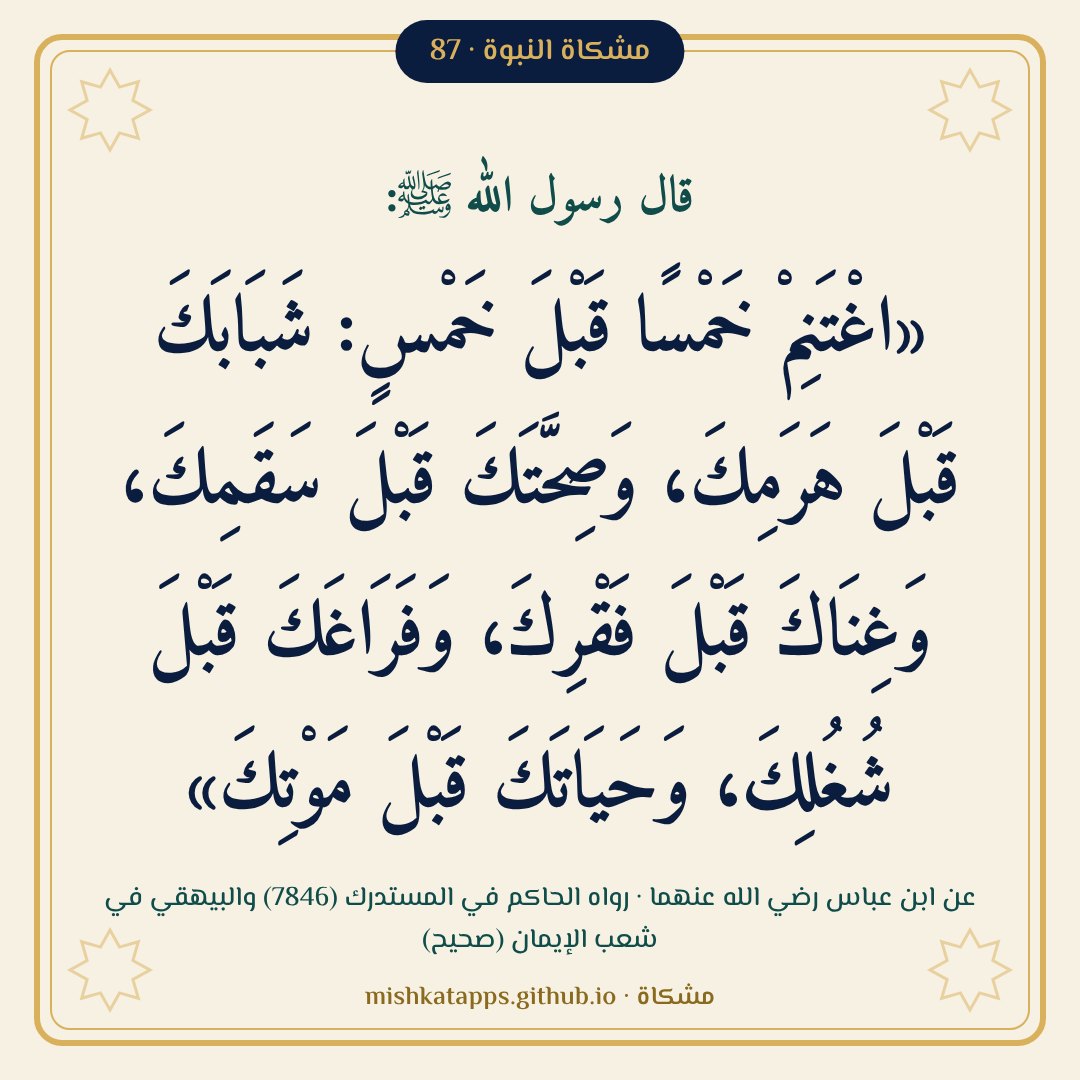 مشكاة النبوة · 87
قال رسول الله ﷺ:
«اغْتَنِمْ خَمْسًا قَبْلَ خَمْسٍ: شَبَابَكَ
قَبْلَ هَرَمِكَ، وَصِحَّتَكَ قَبْلَ سَقَمِكَ،
وَغِنَاكَ قَبْلَ فَقْرِكَ، وَفَرَاغَكَ قَبْلَ
شُغُلِكَ، وَحَيَاتَكَ قَبْلَ مَوْتِكَ»
عن ابن عباس رضي الله عنهما · رواه الحاكم في المستدرك (7846) والبيهقي في
شعب الإيمان (صحيح)
مشكاة · mishkatapps.github.io